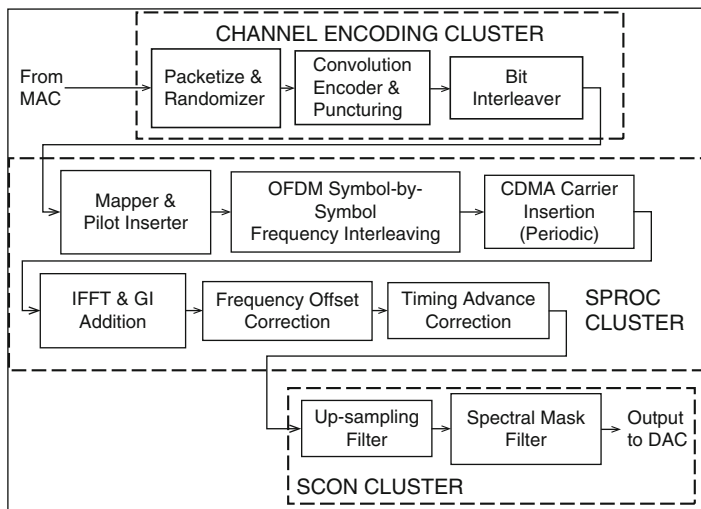 CHANNEL ENCODING CLUSTER
From
MAC
Packetize &
Randomizer
Convolution
Encoder &
Puncturing
Bit
Interleaver
Mapper &
Pilot Inserter
OFDM Symbol-by-
Symbol
Frequency Interleaving
CDMA Carrier
Insertion
(Periodic)
IFFT & GI
Addition
Frequency Offset
Correction
Timing Advance
Correction
SPROC
CLUSTER
Up-sampling
Filter
Spectral Mask
Filter
Output
to DAC
SCON CLUSTER